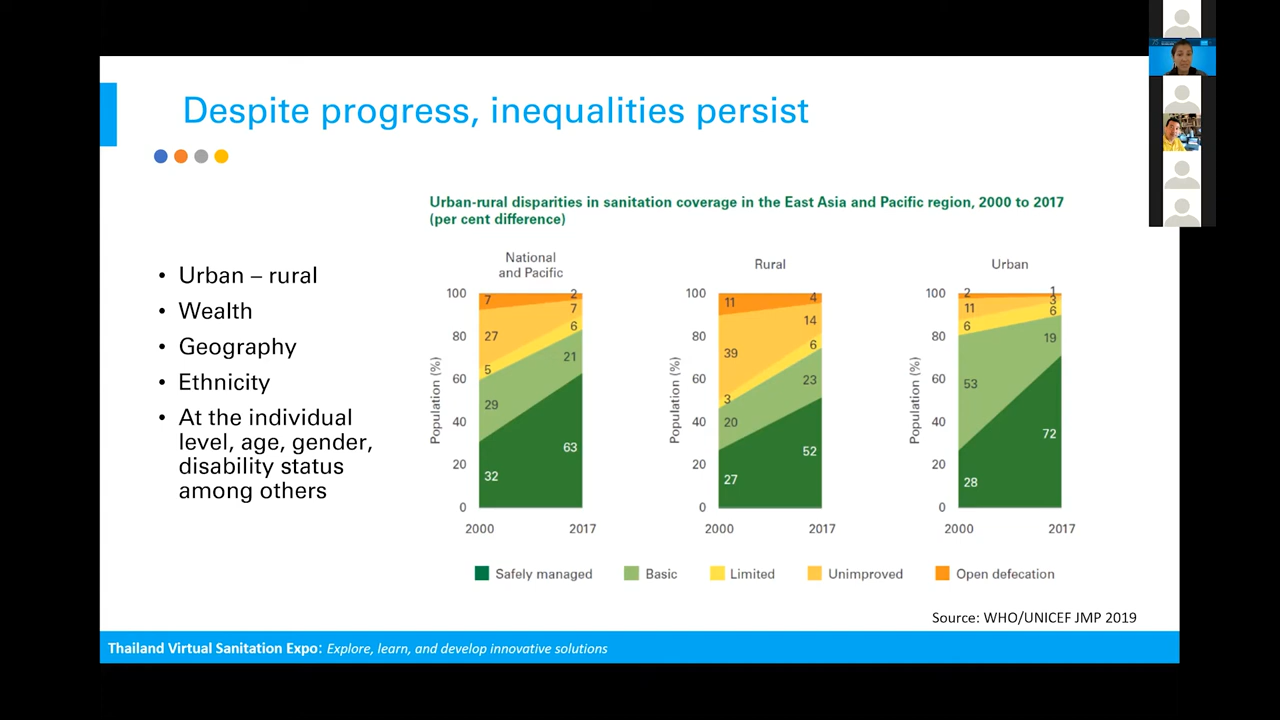 Despite progress, inequalities persist
• Urban – rural
• Wealth
• Geography
• Ethnicity
• At the individual
level, age, gender,
disability status
among others
Urban-rural disparities in sanitation coverage in the East Asia and Pacific region, 2000 to 2017
(per cent difference)
National
and Pacific
Population (%)
100
80
60
40
20
0
7
27
5
29
32
2
7
6
21
63
2000
2017
Rural
Population (%)
100
80
60
40
20
0
11
39
3
20
27
4
14
6
23
52
2000
2017
Urban
Population (%)
100
80
60
40
20
0
2
11
6
53
28
1
3
6
19
72
2000
2017
Safely managed
Basic
Limited
Unimproved
Open defecation
Source: WHO/UNICEF JMP 2019
Thailand Virtual Sanitation Expo: Explore, learn, and develop innovative solutions